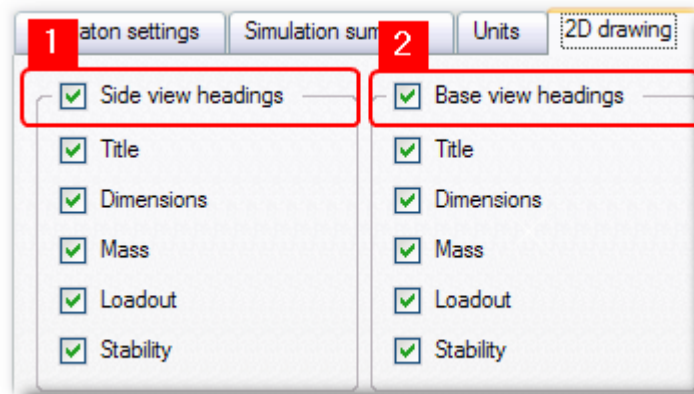 1 aton settings Simulation sum 2 Units 2D drawing
Side view headings Base view headings
Title Title
Dimensions Dimensions
Mass Mass
Loadout Loadout
Stability Stability